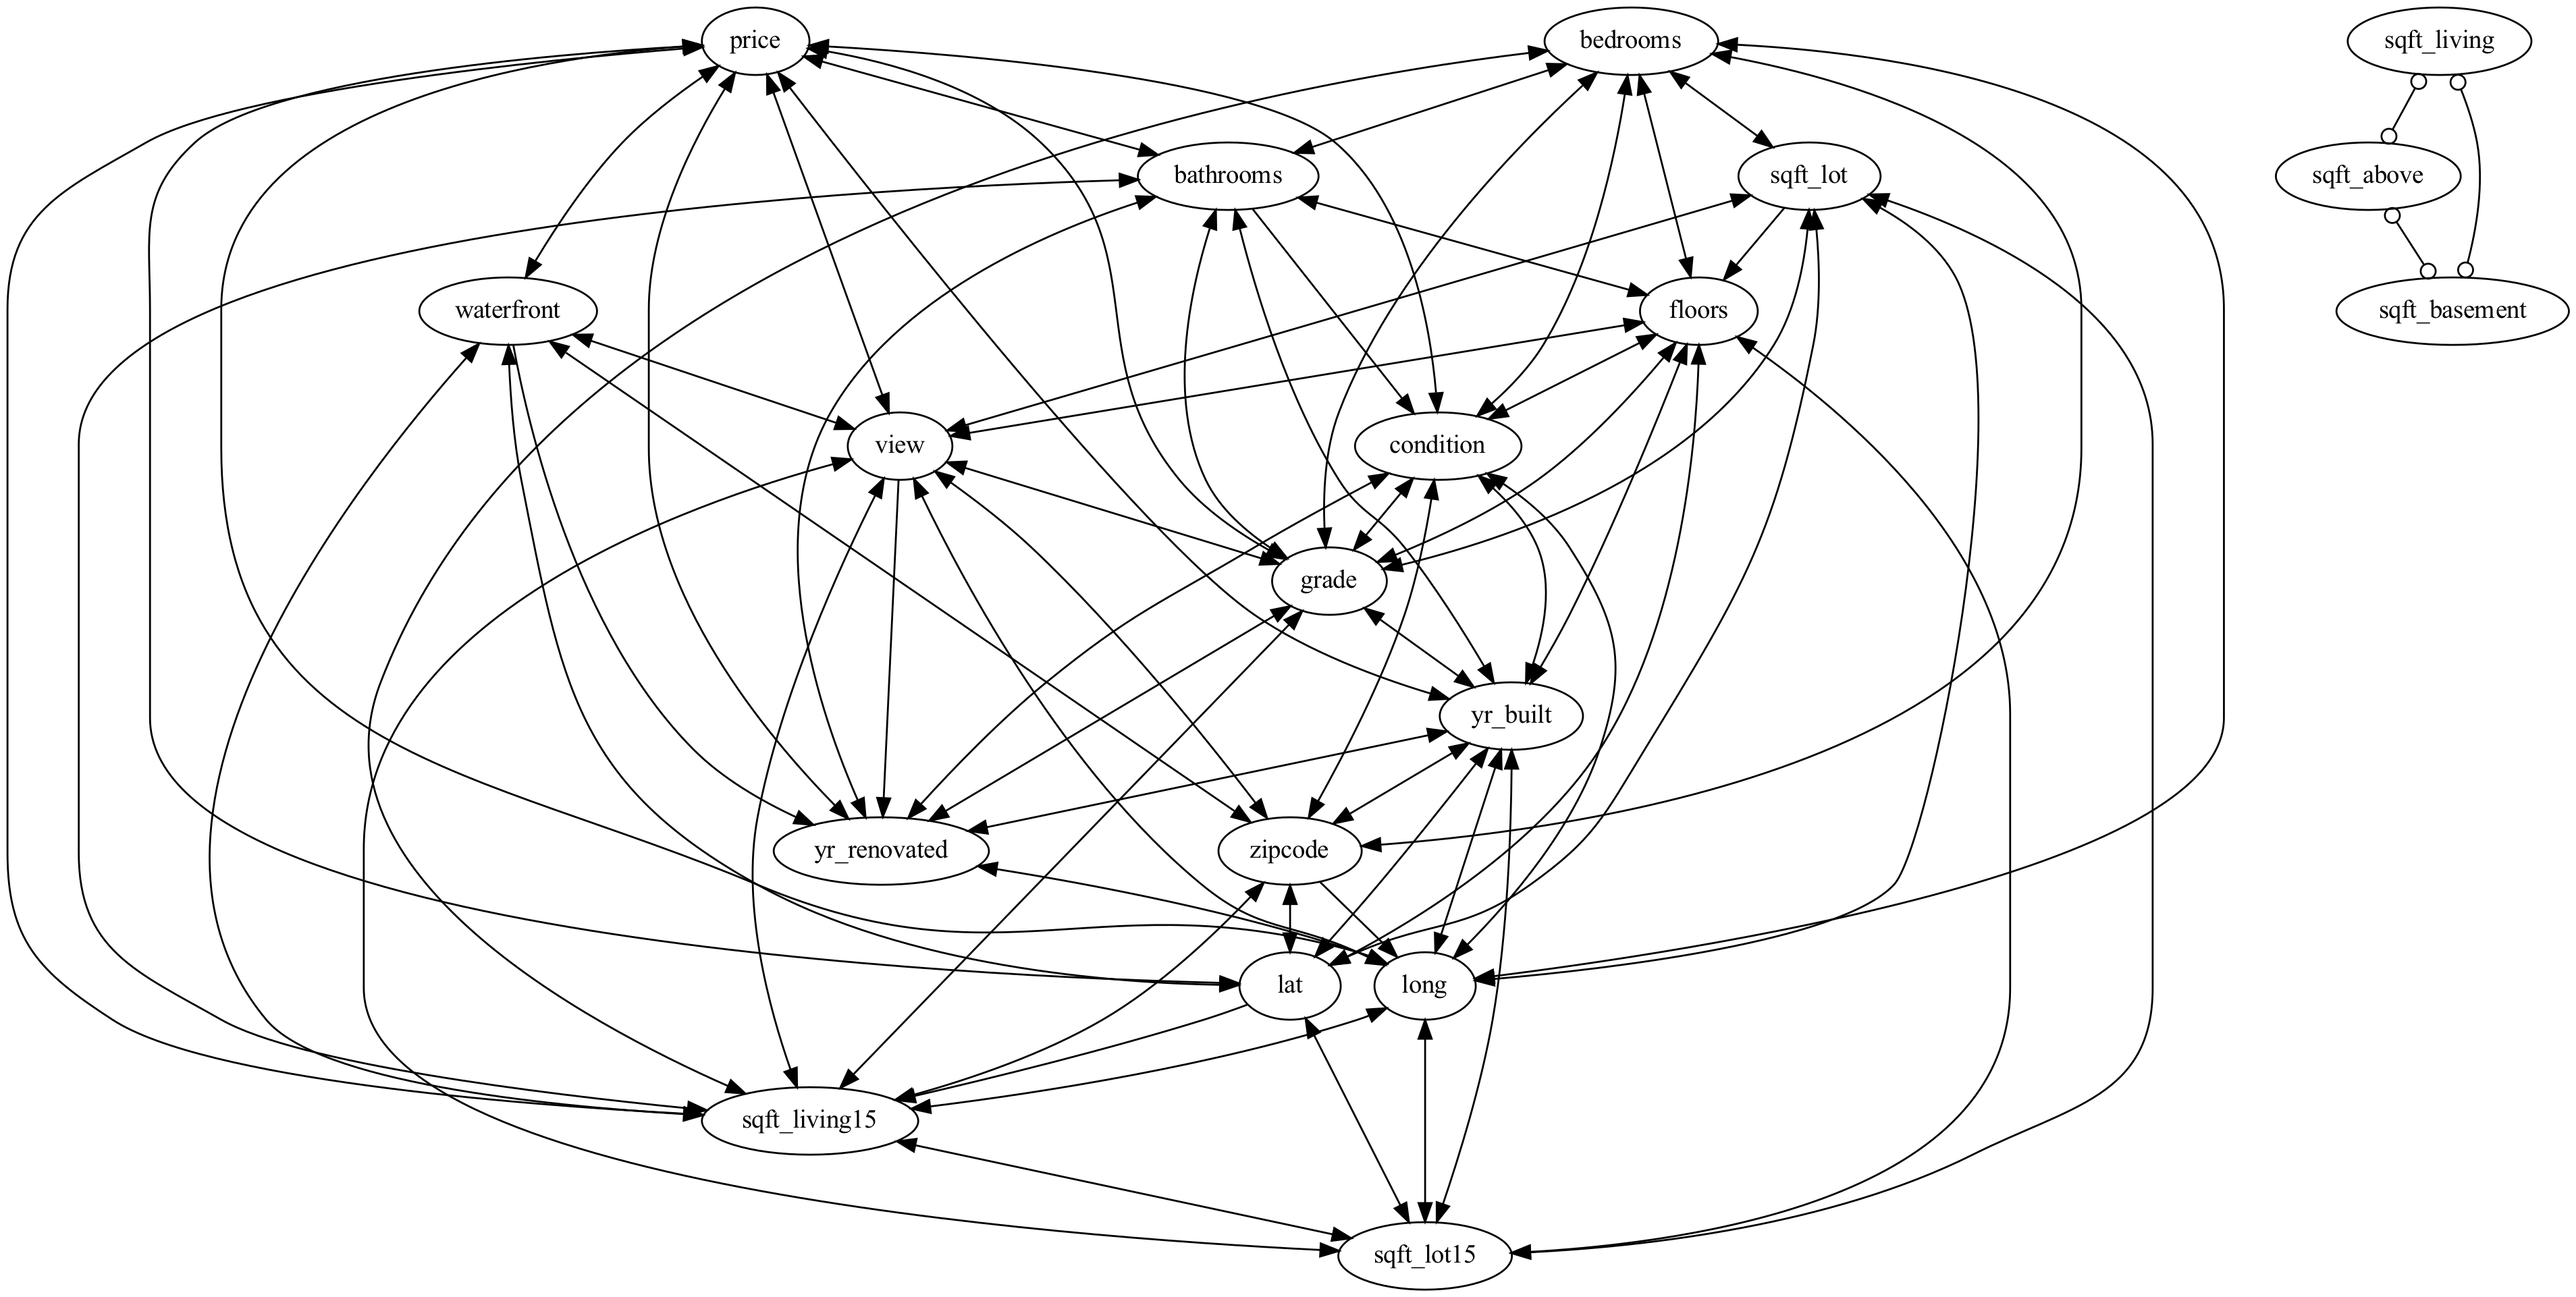 price
bedrooms
sqft_living
bathrooms
sqft_lot
sqft_above
waterfront
floors
sqft_basement
view
condition
grade
yr_built
yr_renovated
zipcode
lat
long
sqft_living15
sqft_lot15